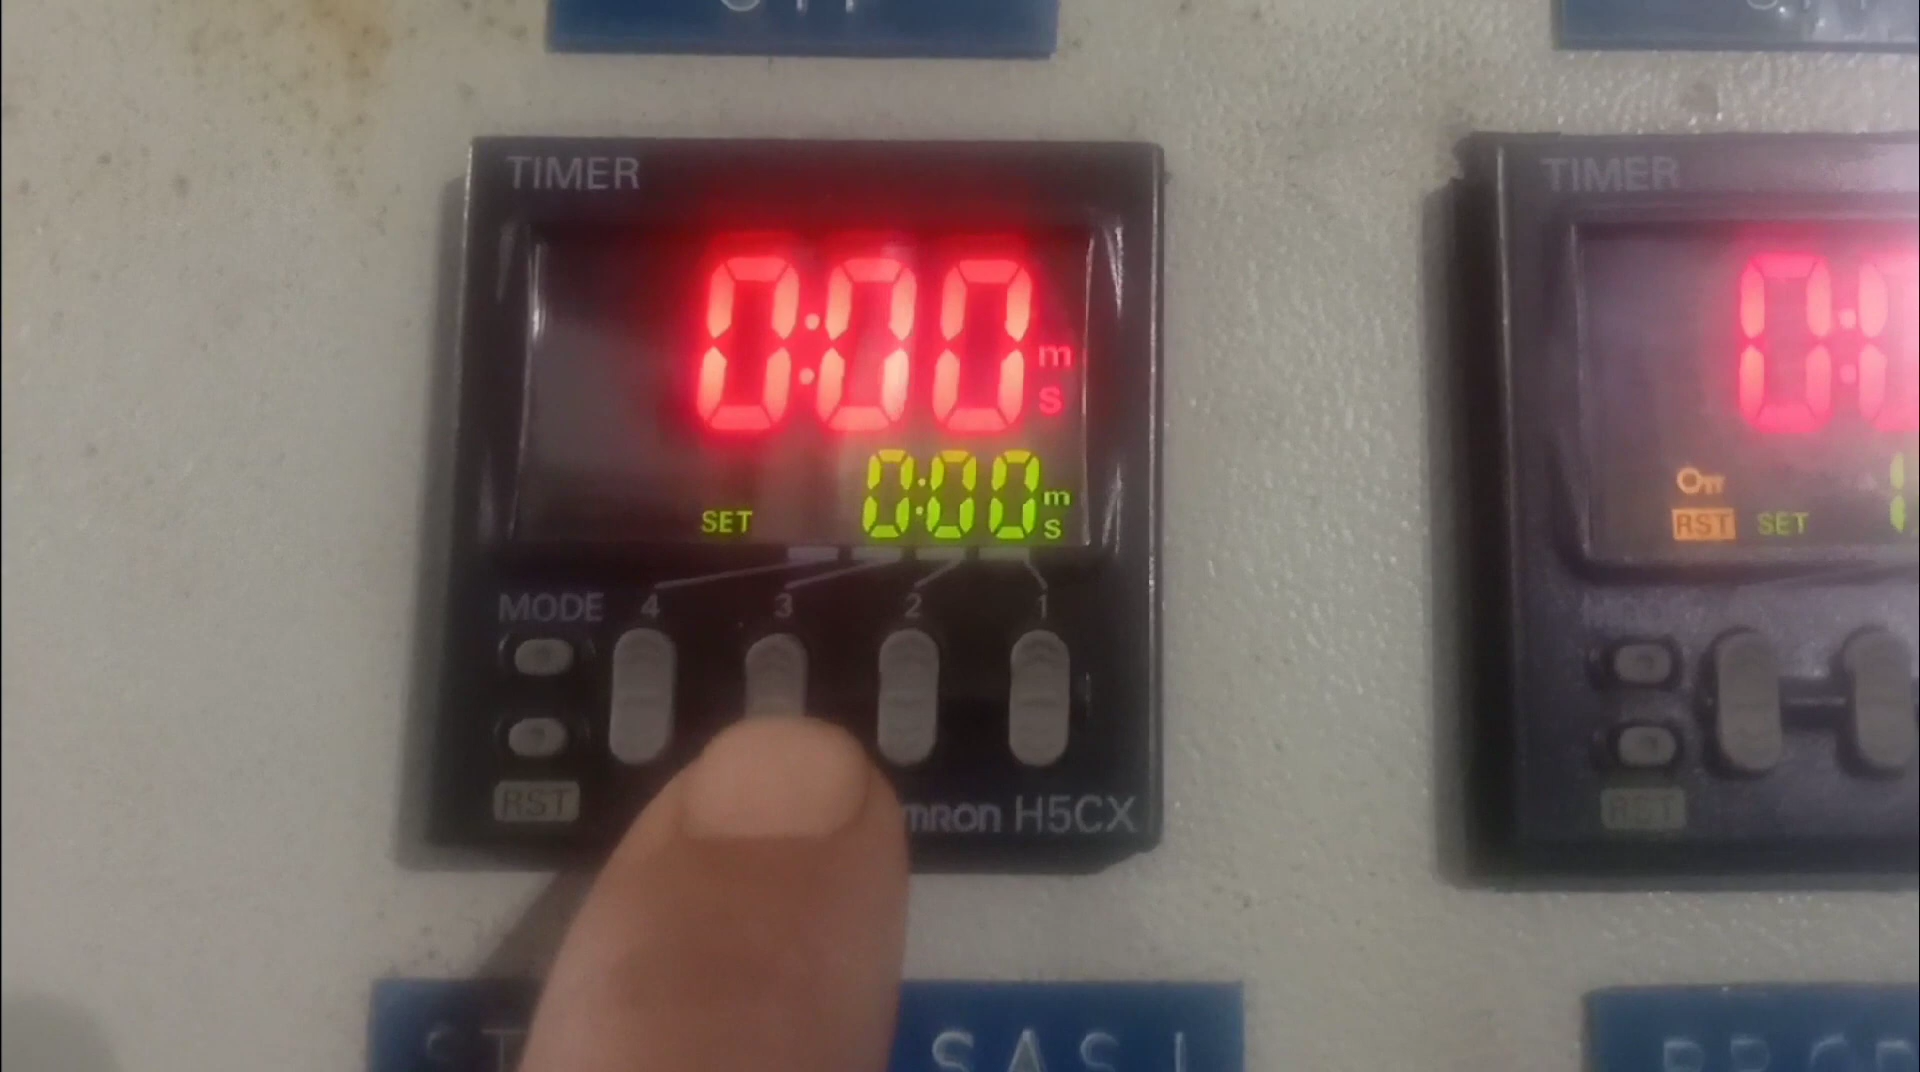 TIMER
0:00 m s
SET 0:00 m s
MODE 4 3 2 1
RST
mron H5CX
SASI
TIMER
RST SET
RST